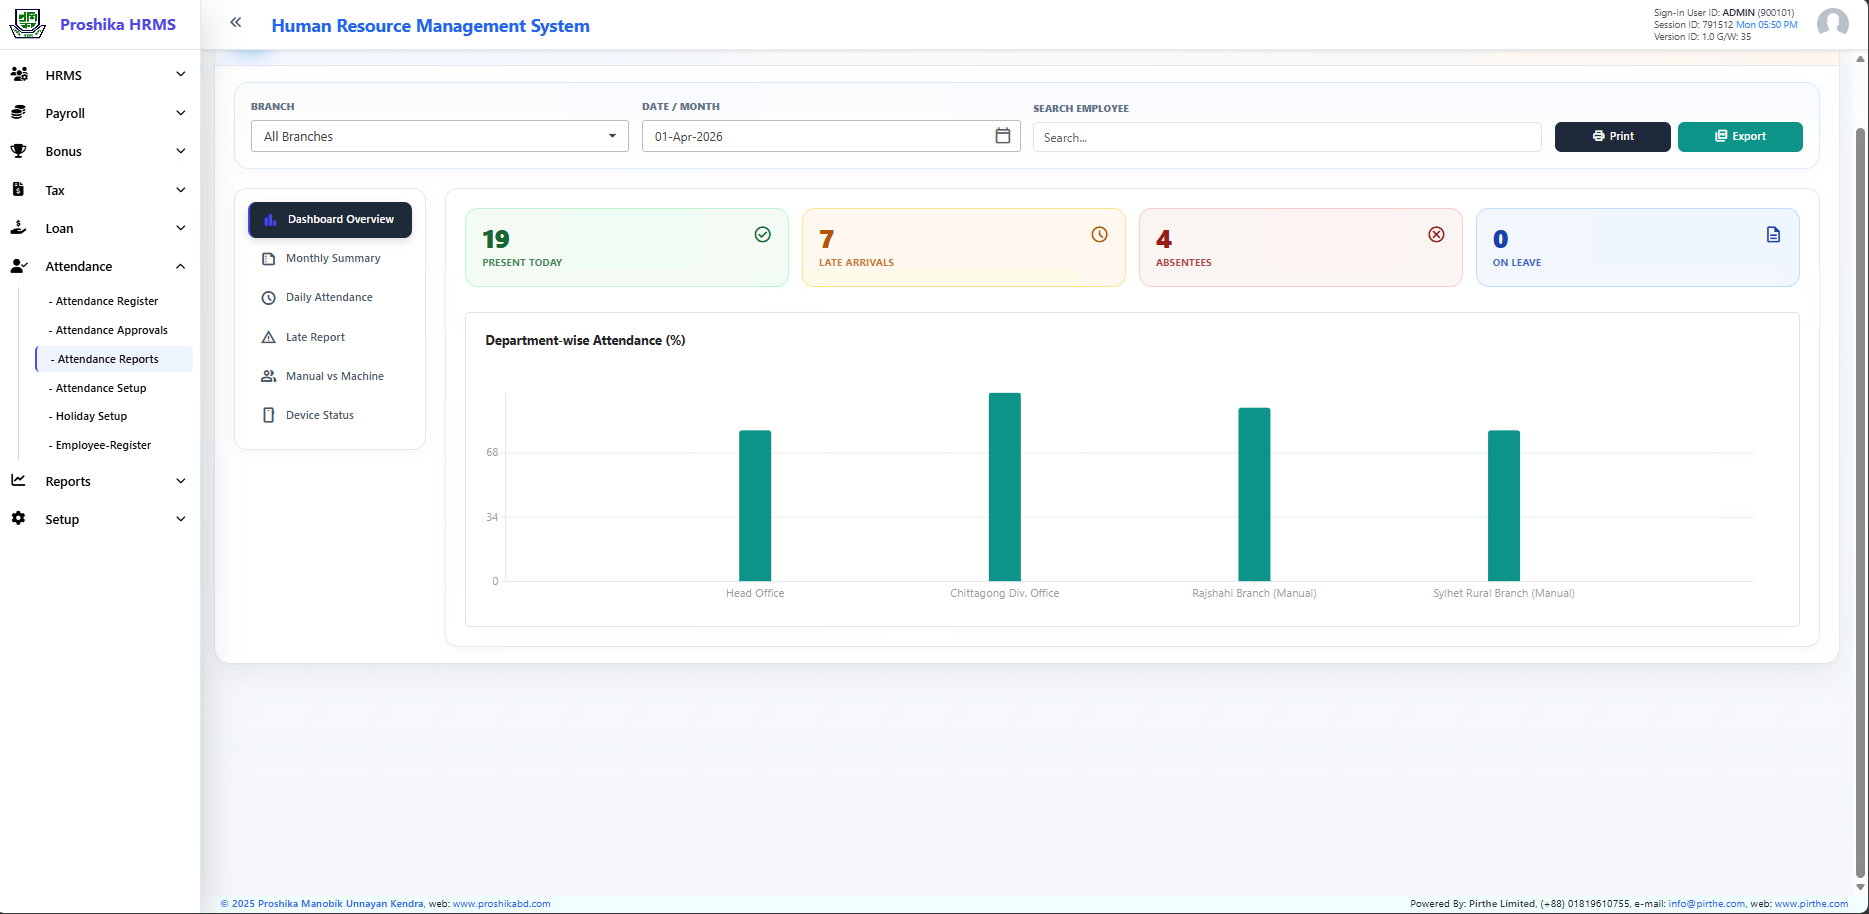 Proshika HRMS
Human Resource Management System
Sign-In User ID: ADMIN (900101)
Session ID: 791512 Mon 05:50 PM
Version ID: 1.0 G/W: 35
HRMS
Payroll
Bonus
Tax
Loan
Attendance
- Attendance Register
- Attendance Approvals
- Attendance Reports
- Attendance Setup
- Holiday Setup
- Employee-Register
Reports
Setup
BRANCH
All Branches
DATE / MONTH
01-Apr-2026
SEARCH EMPLOYEE
Search...
Print
Export
Dashboard Overview
Monthly Summary
Daily Attendance
Late Report
Manual vs Machine
Device Status
19
PRESENT TODAY
7
LATE ARRIVALS
4
ABSENTEES
0
ON LEAVE
Department-wise Attendance (%)
68
34
0
Head Office
Chittagong Div. Office
Rajshahi Branch (Manual)
Sylhet Rural Branch (Manual)
© 2025 Proshika Manobik Unnayan Kendra, web: www.proshikabd.com
Powered By: Pirthe Limited, (+88) 01819610755, e-mail: info@pirthe.com, web: www.pirthe.com